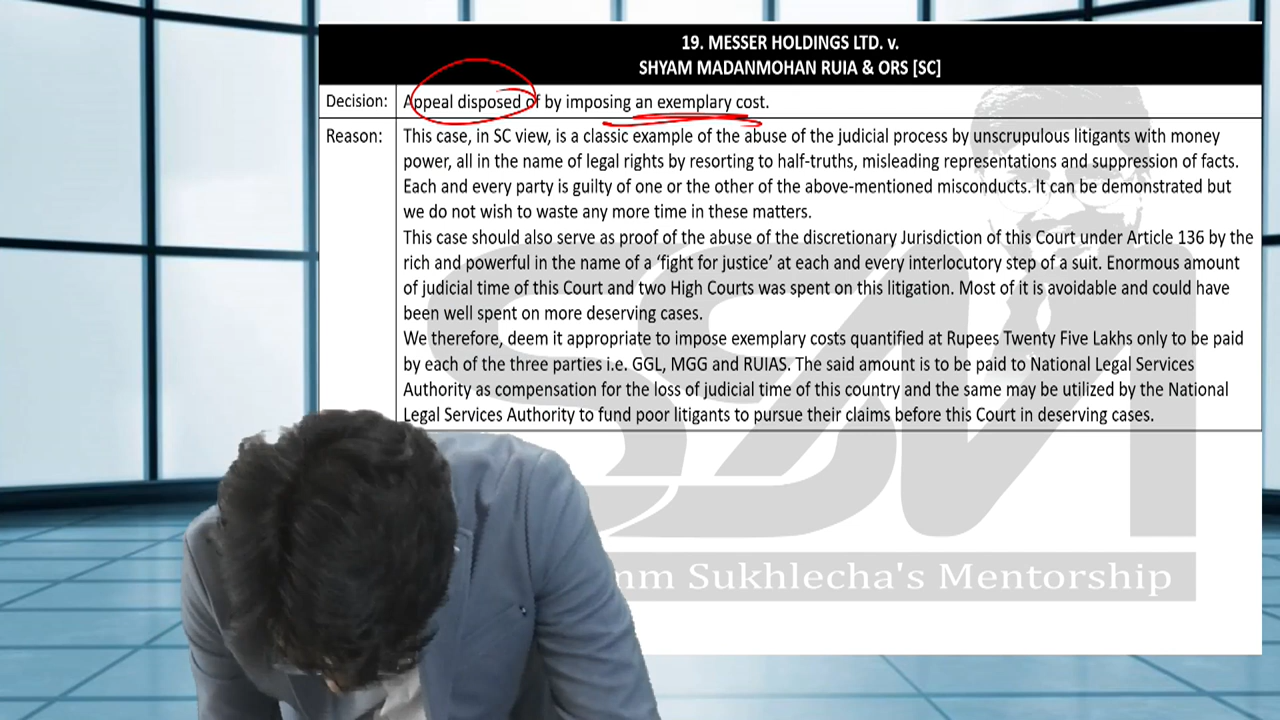 19. MESSER HOLDINGS LTD. v.
SHYAM MADANMOHAN RUIA & ORS [SC]
Decision: Appeal disposed of by imposing an exemplary cost.
Reason: This case, in SC view, is a classic example of the abuse of the judicial process by unscrupulous litigants with money
power, all in the name of legal rights by resorting to half-truths, misleading representations and suppression of facts.
Each and every party is guilty of one or the other of the above-mentioned misconducts. It can be demonstrated but
we do not wish to waste any more time in these matters.
This case should also serve as proof of the abuse of the discretionary Jurisdiction of this Court under Article 136 by the
rich and powerful in the name of a ‘fight for justice’ at each and every interlocutory step of a suit. Enormous amount
of judicial time of this Court and two High Courts was spent on this litigation. Most of it is avoidable and could have
been well spent on more deserving cases.
We therefore, deem it appropriate to impose exemplary costs quantified at Rupees Twenty Five Lakhs only to be paid
by each of the three parties i.e. GGL, MGG and RUIAS. The said amount is to be paid to National Legal Services
Authority as compensation for the loss of judicial time of this country and the same may be utilized by the National
Legal Services Authority to fund poor litigants to pursue their claims before this Court in deserving cases.
SSM
Sukhlecha's Mentorship